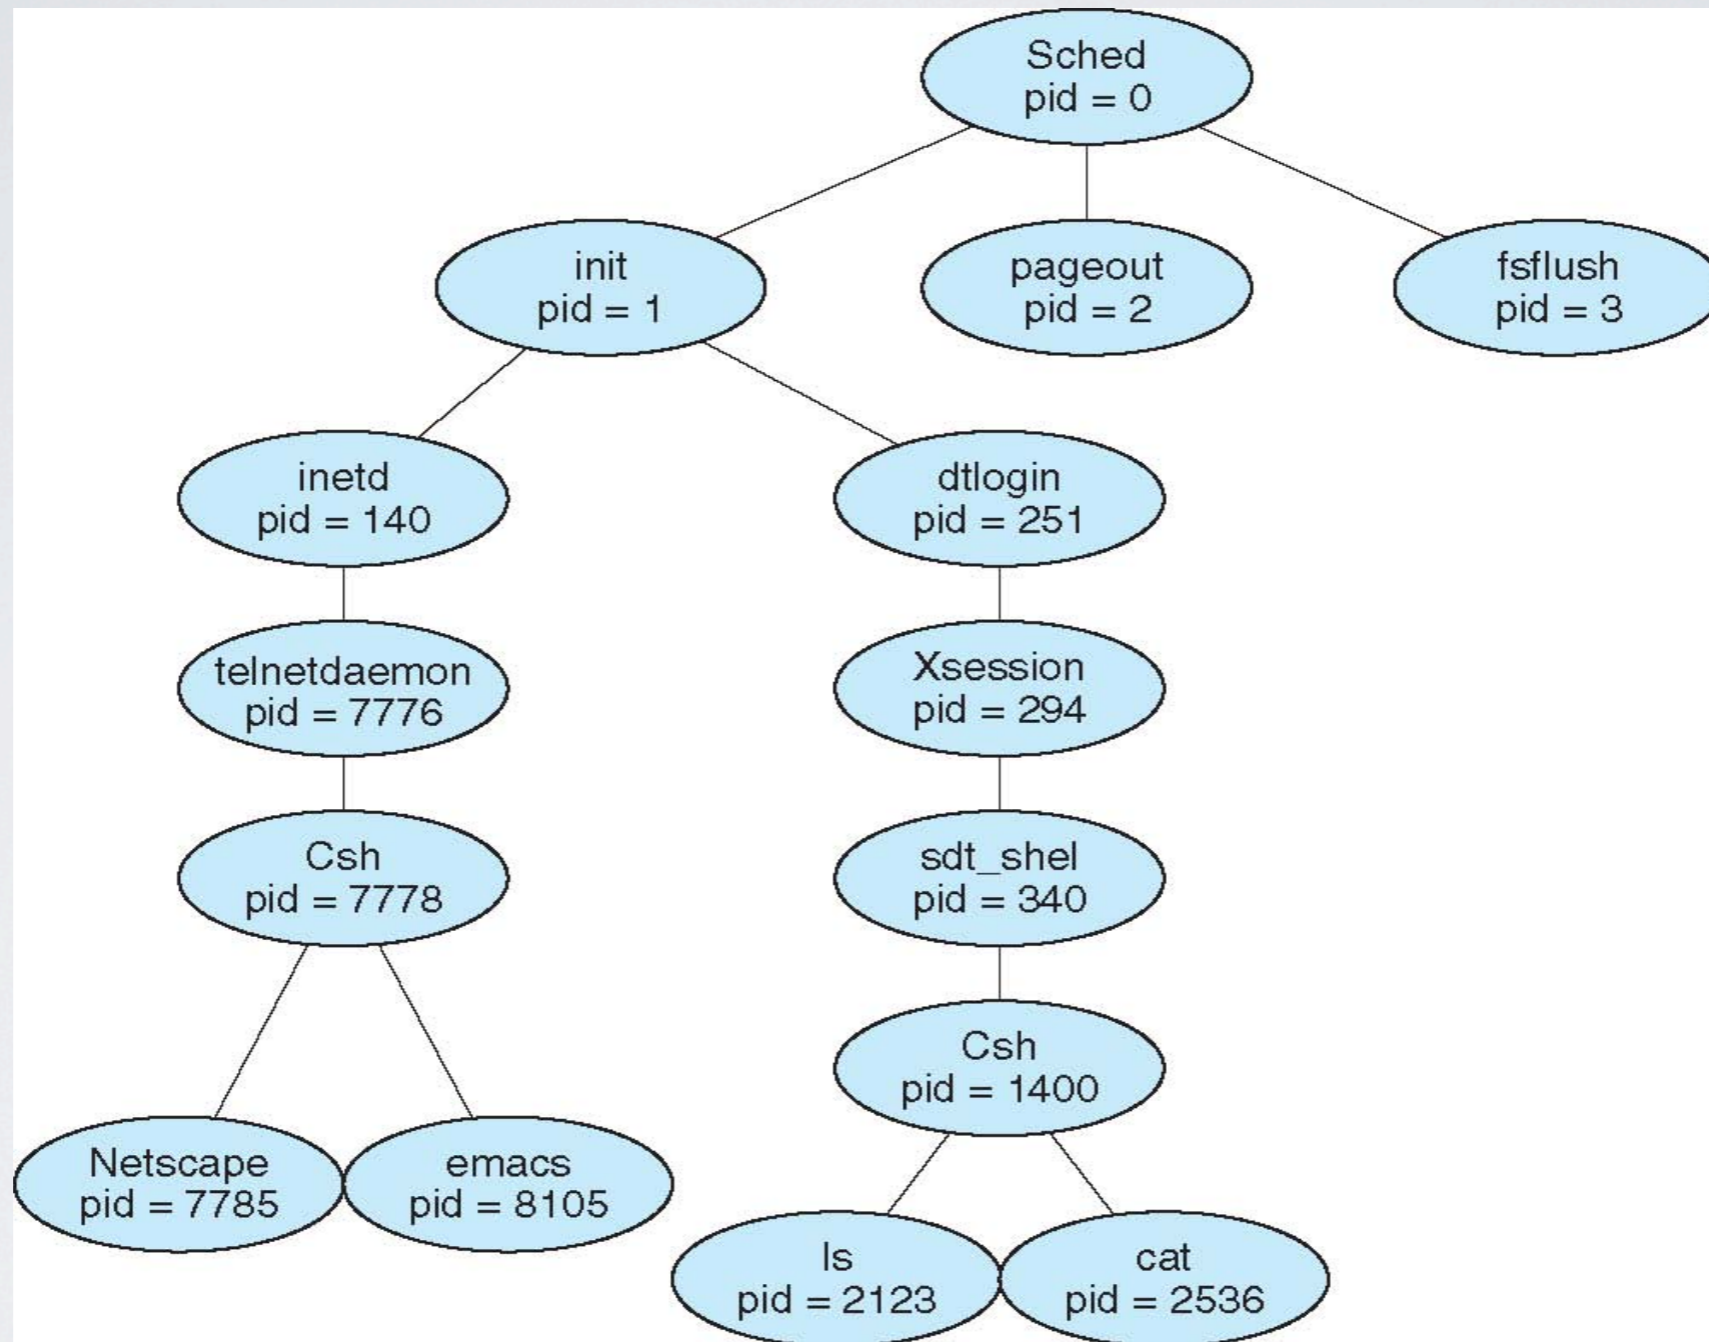 Sched
pid = 0
init
pid = 1
pageout
pid = 2
fsflush
pid = 3
inetd
pid = 140
dtlogin
pid = 251
telnetdaemon
pid = 7776
Xsession
pid = 294
Csh
pid = 7778
sdt_shel
pid = 340
Csh
pid = 1400
Netscape
pid = 7785
emacs
pid = 8105
ls
pid = 2123
cat
pid = 2536